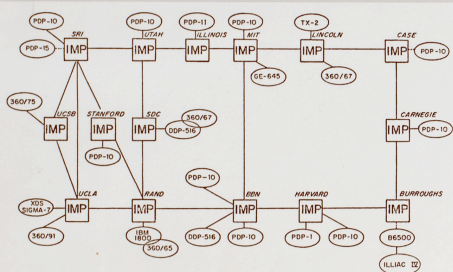 PDP-10
PDP-10
PDP-11
PDP-10
TX-2
SRI
UTAH
ILLINOIS
MIT
LINCOLN
CASE
PDP-15
IMP
IMP
IMP
IMP
IMP
IMP
PDP-10
GE-645
360/67
360/75
UCSB
STANFORD
SDC
360/67
CARNEGIE
IMP
IMP
IMP
DDP-516
IMP
PDP-10
PDP-10
PDP-10
XDS
SIGMA-7
UCLA
RAND
BBN
HARVARD
BURROUGHS
IMP
IMP
IMP
IMP
IMP
360/91
IBM
1800
360/65
DDP-516
PDP-10
PDP-1
PDP-10
B6500
ILLIAC IV